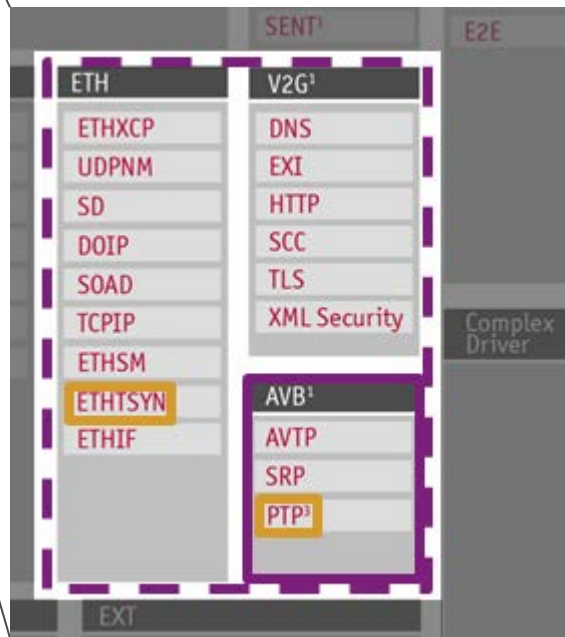 SENT¹
E2E
ETH
ETHXCP
UDPNM
SD
DOIP
SOAD
TCPIP
ETHSM
ETHTSYN
ETHIF
V2G¹
DNS
EXI
HTTP
SCC
TLS
XML Security
AVB¹
AVTP
SRP
PTP³
Complex
Driver
EXT